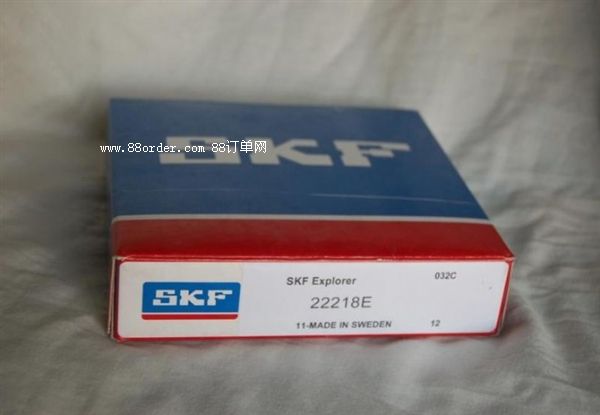 SKF
www.88order.com 88订单网
SKF
SKF Explorer
032C
22218E
11-MADE IN SWEDEN
12